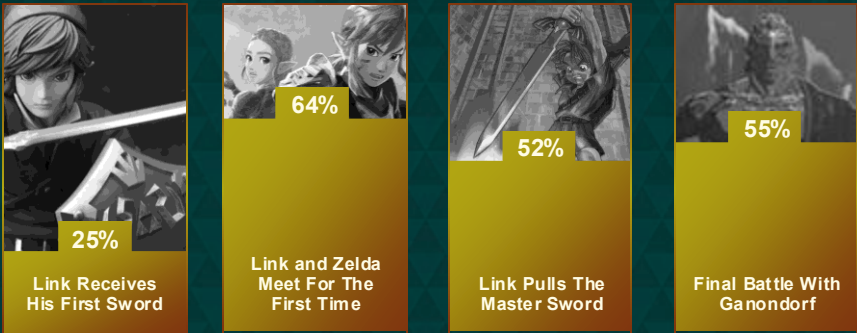 25%
Link Receives
His First Sword
64%
Link and Zelda
Meet For The
First Time
52%
Link Pulls The
Master Sword
55%
Final Battle With
Ganondorf